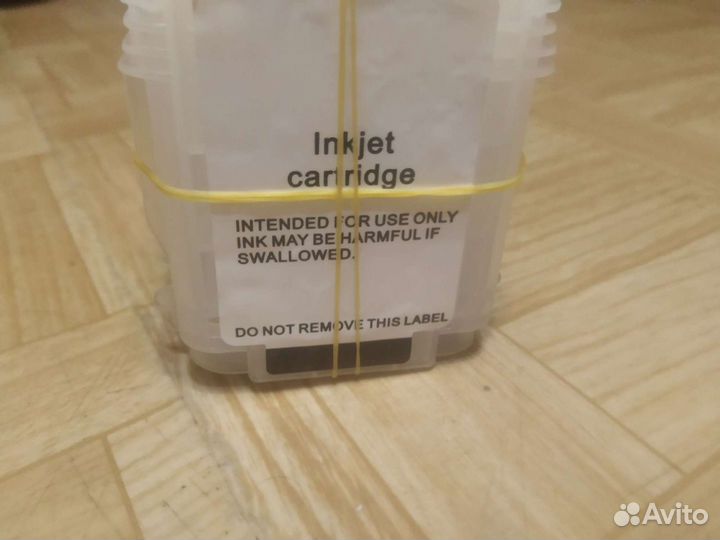 Inkjet
cartridge
INTENDED FOR USE ONLY
INK MAY BE HARMFUL IF
SWALLOWED.
DO NOT REMOVE THIS LABEL
Avito